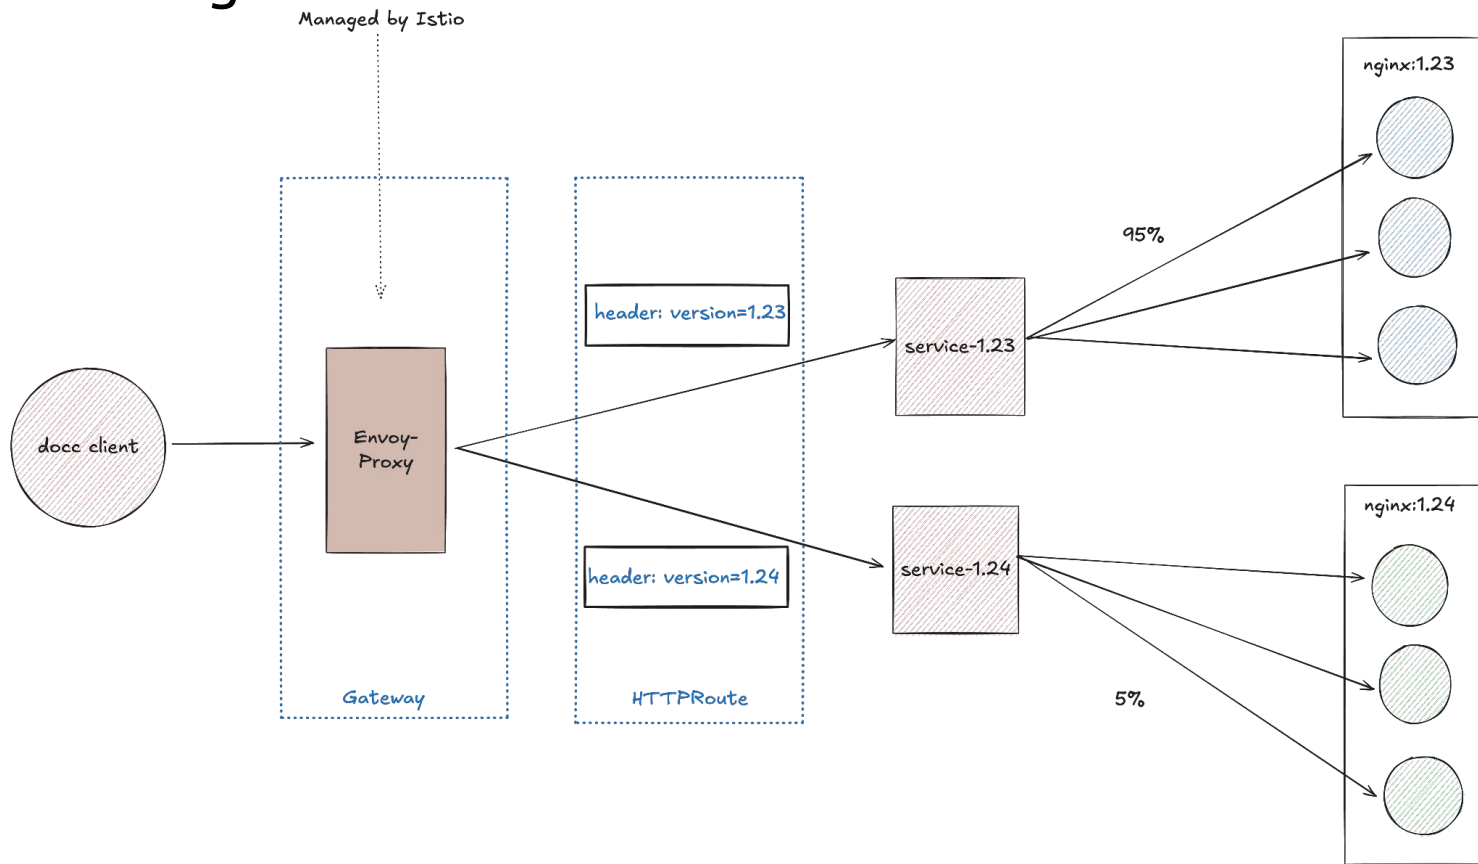 Managed by Istio
nginx:1.23
95%
header: version=1.23
service-1.23
docc client
Envoy-
Proxy
nginx:1.24
header: version=1.24
service-1.24
Gateway
HTTPRoute
5%